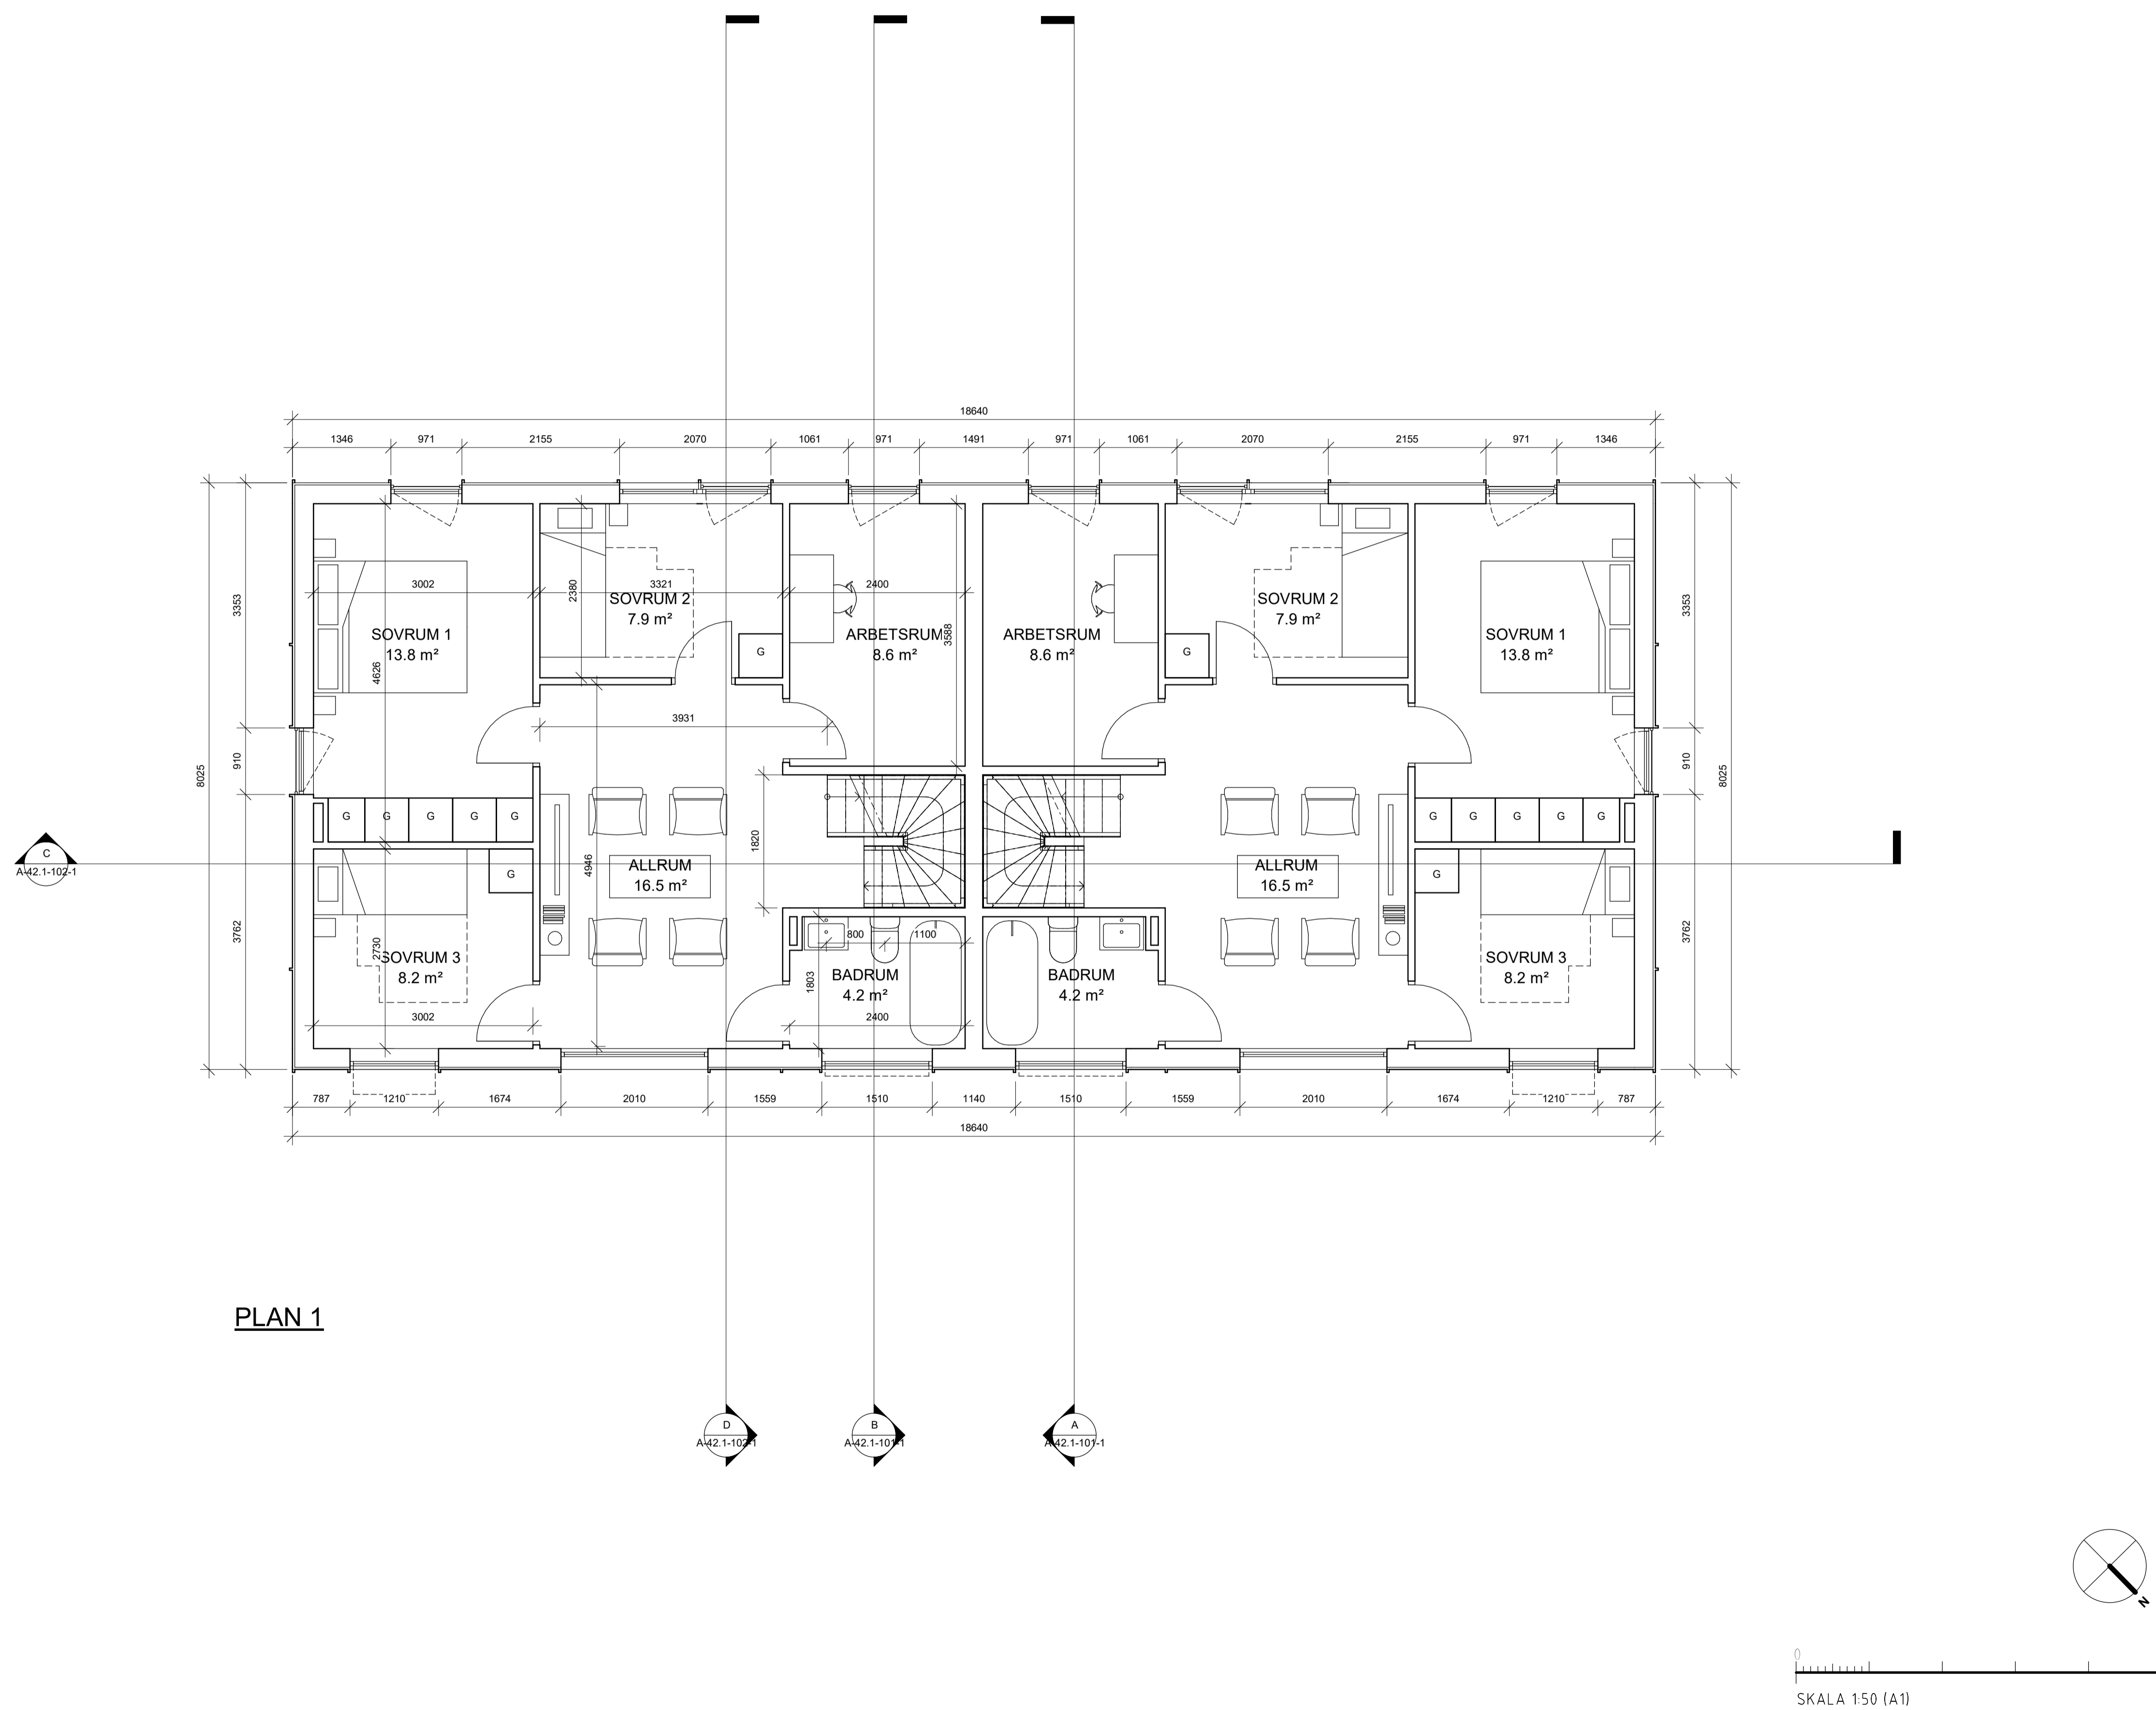 18640
1346 971 2155 2070 1061 971 1491 971 1061 2070 2155 971 1346
3002 3321 2400
2380
3353 3353
SOVRUM 2 SOVRUM 2
7.9 m² 7.9 m²
SOVRUM 1 ARBETSRUM ARBETSRUM SOVRUM 1
13.8 m² 8.6 m² 8.6 m² 13.8 m²
3588
G G
4626
3931
910 910
8025 8025
G G G G G G G G G G
1820
C
A-42.1-102-1
4946
ALLRUM ALLRUM
16.5 m² 16.5 m²
G G
3762 3762
800 1100
2730
SOVRUM 3 SOVRUM 3
8.2 m² 8.2 m²
1803
BADRUM BADRUM
4.2 m² 4.2 m²
3002 2400
787 1210 1674 2010 1559 1510 1140 1510 1559 2010 1674 1210 787
18640
PLAN 1
D B A
A-42.1-102-1 A-42.1-101-1 A-42.1-101-1
N
0
SKALA 1:50 (A1)